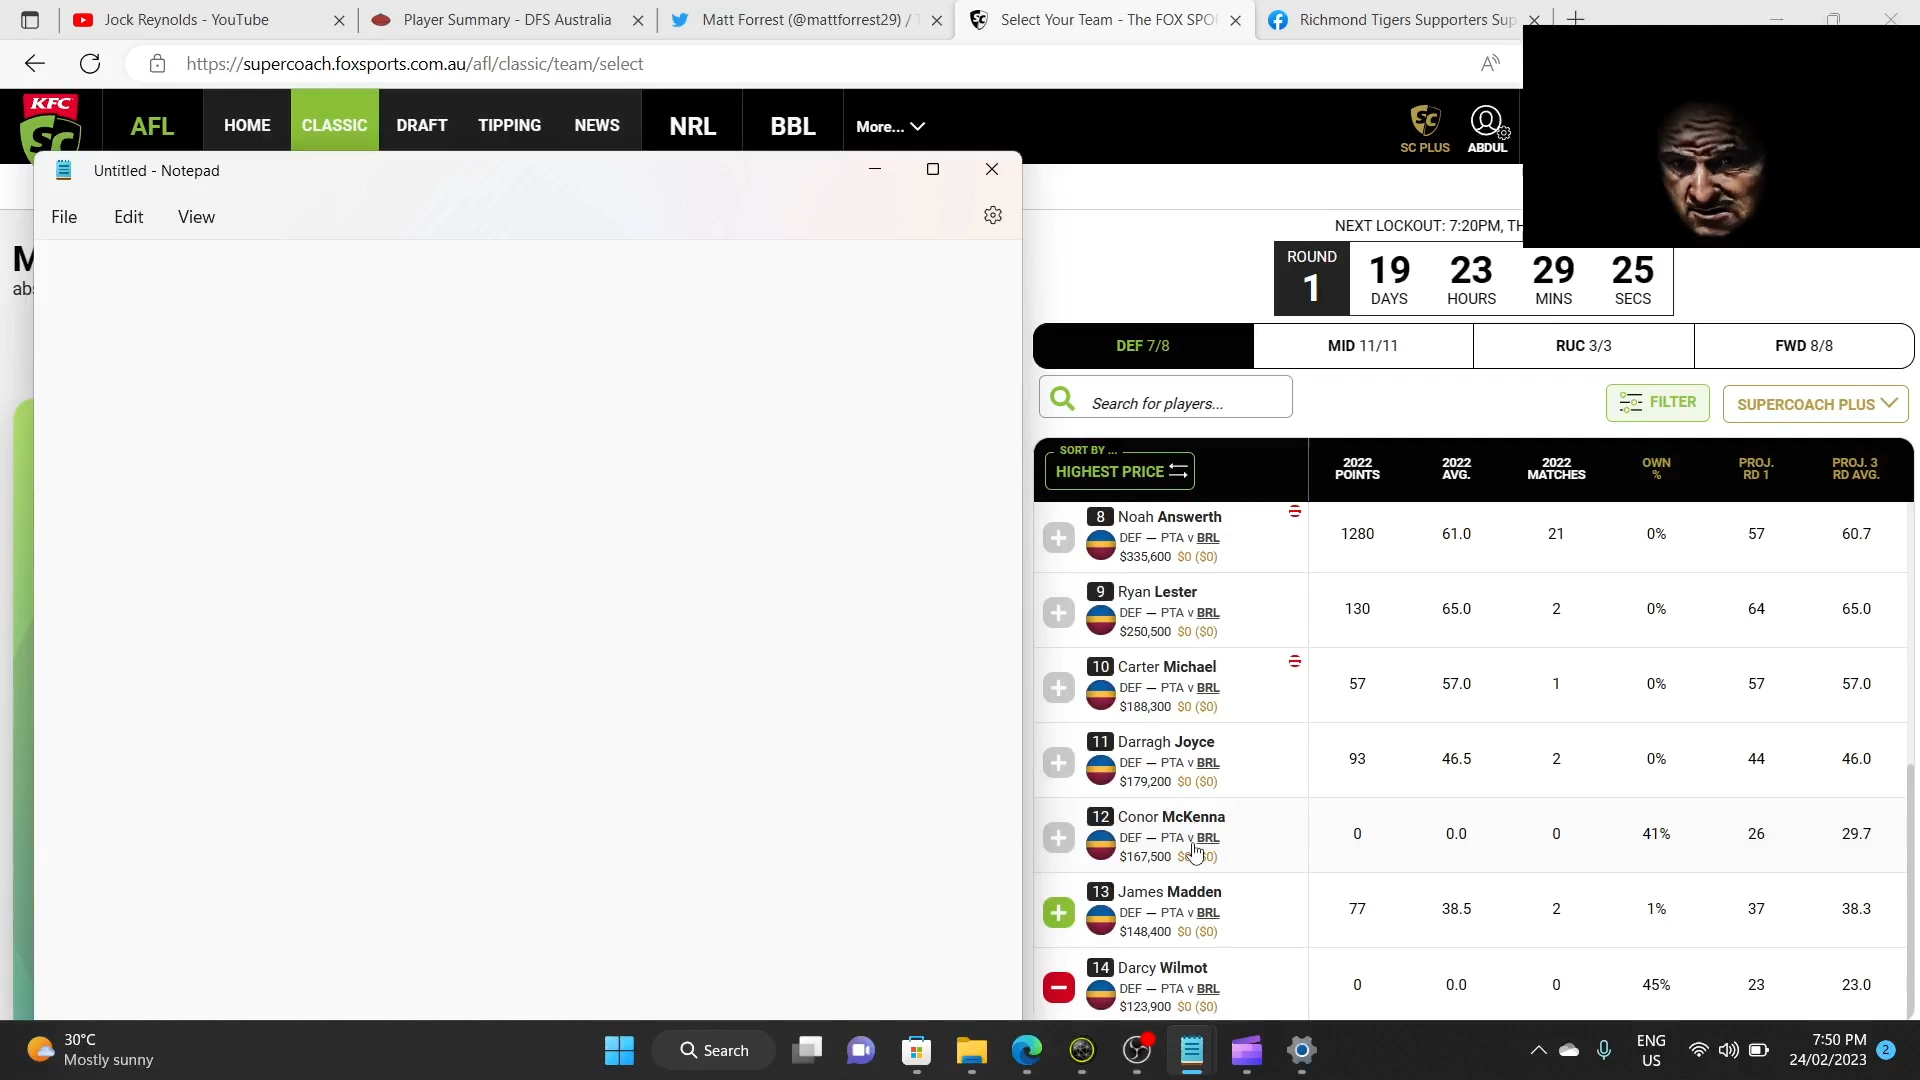 Jock Reynolds - YouTube
Player Summary - DFS Australia
Matt Forrest (@mattforrest29) /
Select Your Team - The FOX SPO
Richmond Tigers Supporters Sup
https://supercoach.foxsports.com.au/afl/classic/team/select
KFC
SC
AFL
HOME
CLASSIC
DRAFT
TIPPING
NEWS
NRL
BBL
More...
SC
SC PLUS
ABDUL
Untitled - Notepad
File
Edit
View
M
abs
NEXT LOCKOUT: 7:20PM, TH
ROUND
1
19
DAYS
23
HOURS
29
MINS
25
SECS
DEF 7/8
MID 11/11
RUC 3/3
FWD 8/8
Search for players...
FILTER
SUPERCOACH PLUS
SORT BY ...
HIGHEST PRICE
2022 POINTS
2022 AVG.
2022 MATCHES
OWN %
PROJ. RD 1
PROJ. 3 RD AVG.
8 Noah Answerth
DEF — PTA v BRL
$335,600 $0 ($0)
1280 61.0 21 0% 57 60.7
9 Ryan Lester
DEF — PTA v BRL
$250,500 $0 ($0)
130 65.0 2 0% 64 65.0
10 Carter Michael
DEF — PTA v BRL
$188,300 $0 ($0)
57 57.0 1 0% 57 57.0
11 Darragh Joyce
DEF — PTA v BRL
$179,200 $0 ($0)
93 46.5 2 0% 44 46.0
12 Conor McKenna
DEF — PTA v BRL
$167,500
0 0.0 0 41% 26 29.7
13 James Madden
DEF — PTA v BRL
$148,400 $0 ($0)
77 38.5 2 1% 37 38.3
14 Darcy Wilmot
DEF — PTA v BRL
$123,900 $0 ($0)
0 0.0 0 45% 23 23.0
30°C
Mostly sunny
Search
ENG
US
7:50 PM
24/02/2023
2